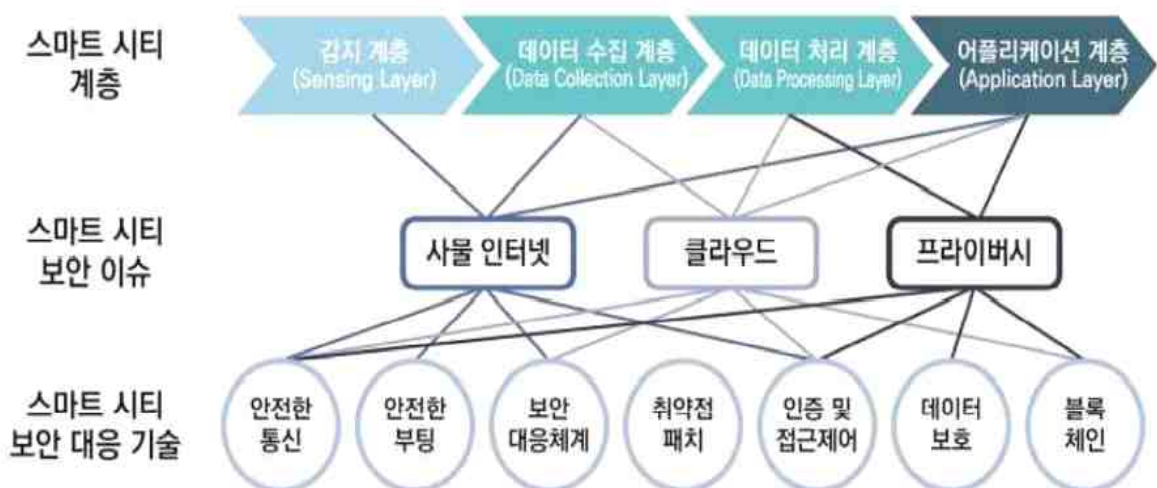 스마트 시티
계층
감지 계층
(Sensing Layer)
데이터 수집 계층
(Data Collection Layer)
데이터 처리 계층
(Data Processing Layer)
어플리케이션 계층
(Application Layer)
스마트 시티
보안 이슈
사물 인터넷
클라우드
프라이버시
스마트 시티
보안 대응 기술
안전한
통신
안전한
부팅
보안
대응체계
취약점
패치
인증 및
접근제어
데이터
보호
블록
체인